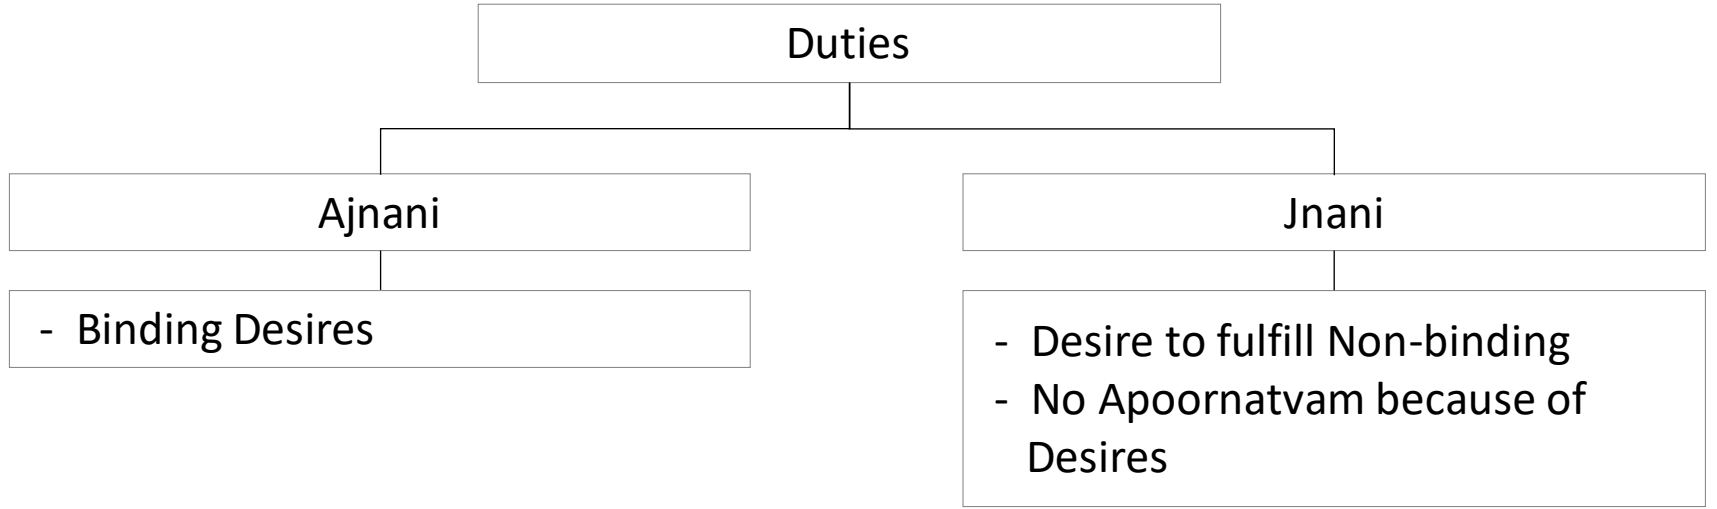 Duties
Ajnani
Jnani
- Binding Desires
- Desire to fulfill Non-binding
- No Apoornatvam because of
Desires